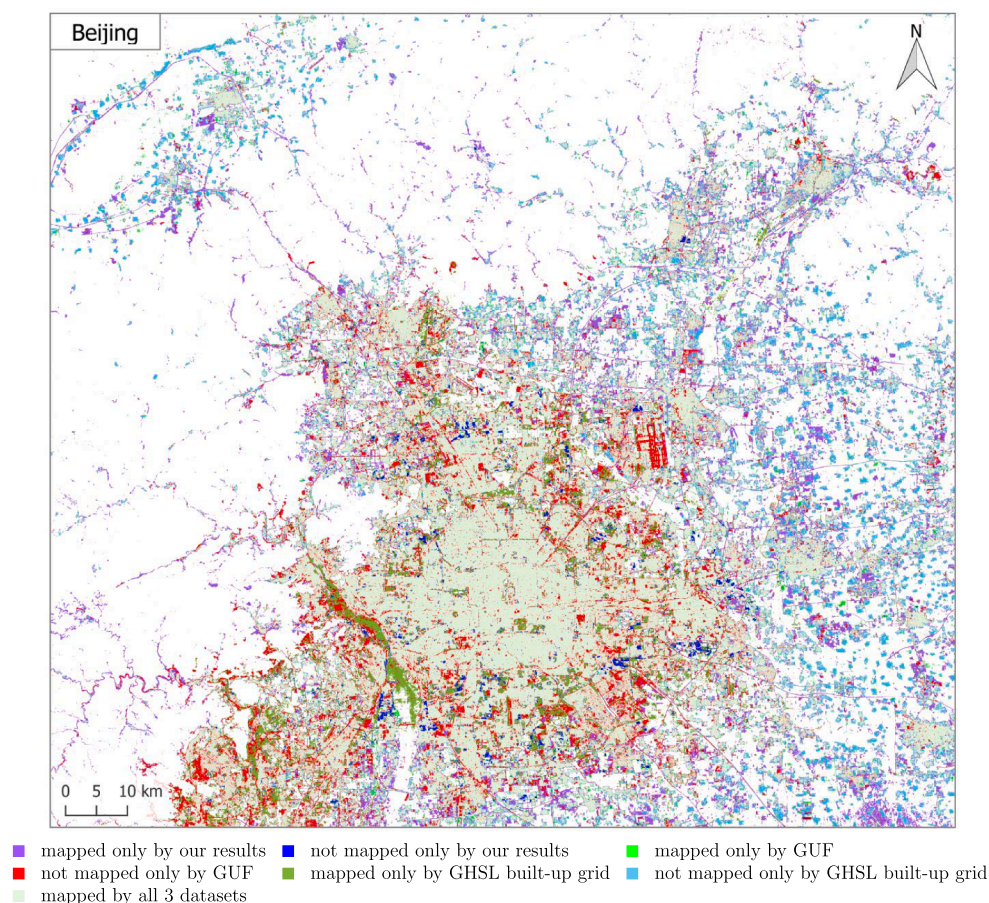 Beijing
N
0 5 10 km
mapped only by our results
not mapped only by our results
mapped only by GUF
not mapped only by GUF
mapped only by GHSL built-up grid
not mapped only by GHSL built-up grid
mapped by all 3 datasets